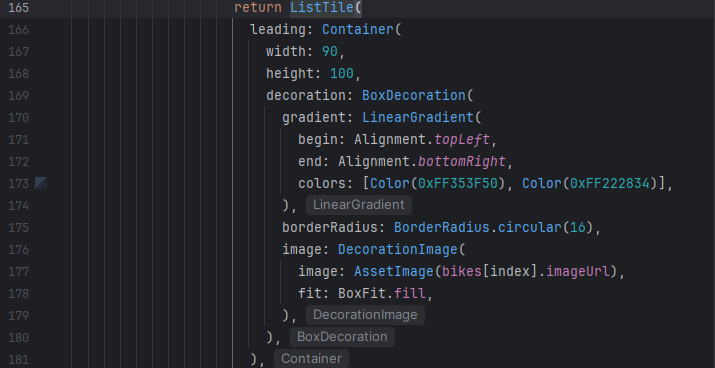 165 return ListTile(
166 leading: Container(
167 width: 90,
168 height: 100,
169 decoration: BoxDecoration(
170 gradient: LinearGradient(
171 begin: Alignment.topLeft,
172 end: Alignment.bottomRight,
173 colors: [Color(0xFF353F50), Color(0xFF222834)],
174 ), LinearGradient
175 borderRadius: BorderRadius.circular(16),
176 image: DecorationImage(
177 image: AssetImage(bikes[index].imageUrl),
178 fit: BoxFit.fill,
179 ), DecorationImage
180 ), BoxDecoration
181 ), Container